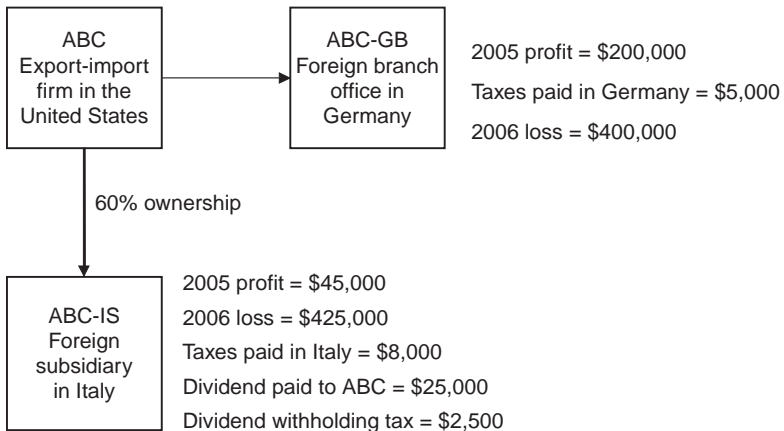 ABC
Export-import
firm in the
United States
ABC-GB
Foreign branch
office in
Germany
2005 profit = $200,000
Taxes paid in Germany = $5,000
2006 loss = $400,000
60% ownership
ABC-IS
Foreign
subsidiary
in Italy
2005 profit = $45,000
2006 loss = $425,000
Taxes paid in Italy = $8,000
Dividend paid to ABC = $25,000
Dividend withholding tax = $2,500